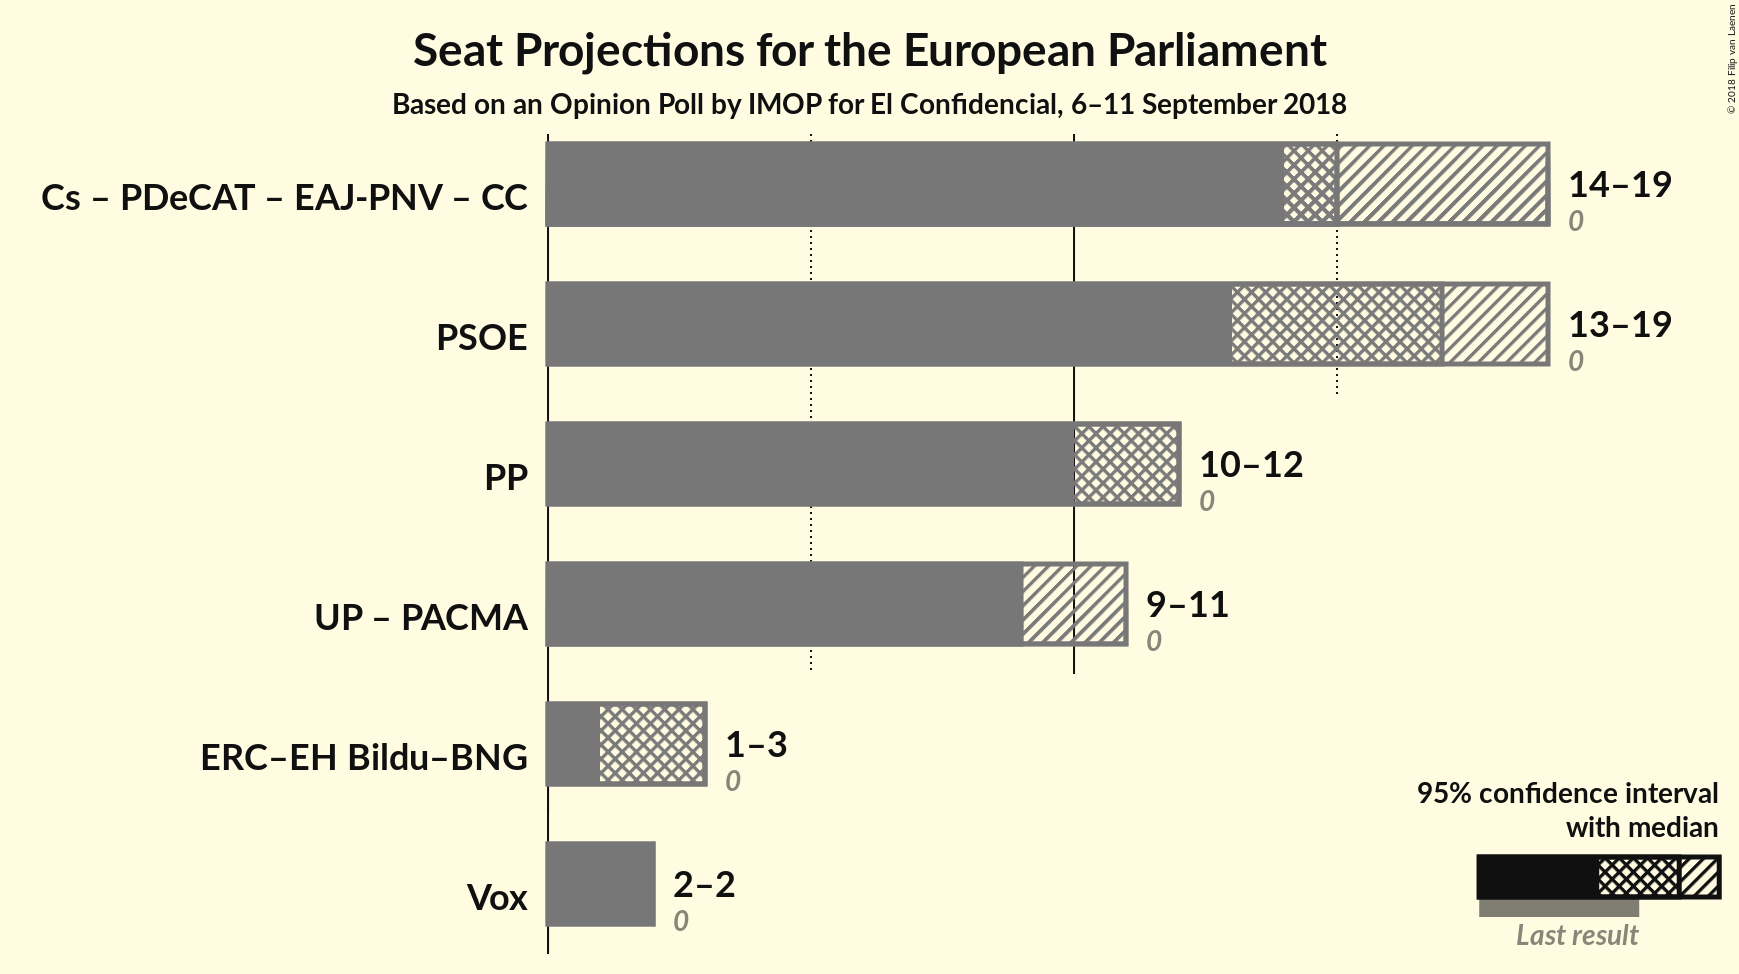 Seat Projections for the European Parliament
Based on an Opinion Poll by IMOP for El Confidencial, 6–11 September 2018
© 2018 Filip van Laenen
Cs – PDeCAT – EAJ-PNV – CC
14–19
0
PSOE
13–19
0
PP
10–12
0
UP – PACMA
9–11
0
ERC–EH Bildu–BNG
1–3
0
Vox
2–2
0
95% confidence interval
with median
Last result